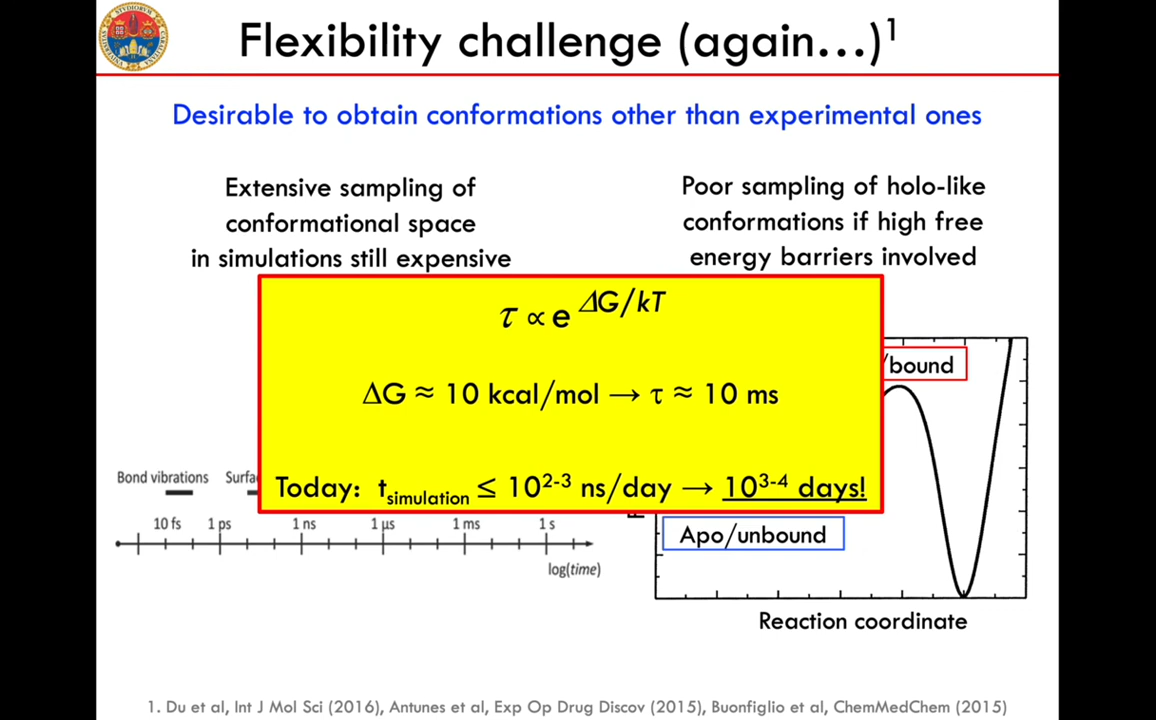 Flexibility challenge (again…)¹
Desirable to obtain conformations other than experimental ones
Extensive sampling of
conformational space
in simulations still expensive
Poor sampling of holo-like
conformations if high free
energy barriers involved
τ ∝ e^ΔG/kT
ΔG ≈ 10 kcal/mol → τ ≈ 10 ms
Today: t_simulation ≤ 10²⁻³ ns/day → 10³⁻⁴ days!
/bound
Bond vibrations
10 fs 1 ps 1 ns 1 μs 1 ms 1 s
log(time)
Apo/unbound
Reaction coordinate
1. Du et al, Int J Mol Sci (2016), Antunes et al, Exp Op Drug Discov (2015), Buonfiglio et al, ChemMedChem (2015)